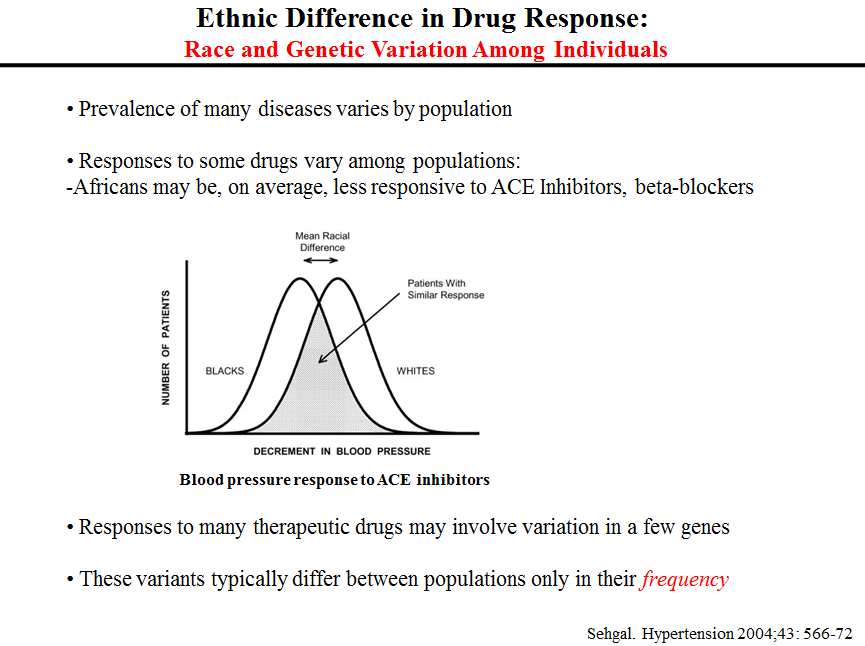 Ethnic Difference in Drug Response:
Race and Genetic Variation Among Individuals
• Prevalence of many diseases varies by population
• Responses to some drugs vary among populations:
-Africans may be, on average, less responsive to ACE Inhibitors, beta-blockers
Mean Racial
Difference
Patients With
Similar Response
NUMBER OF PATIENTS
BLACKS
WHITES
DECREMENT IN BLOOD PRESSURE
Blood pressure response to ACE inhibitors
• Responses to many therapeutic drugs may involve variation in a few genes
• These variants typically differ between populations only in their frequency
Sehgal. Hypertension 2004;43: 566-72